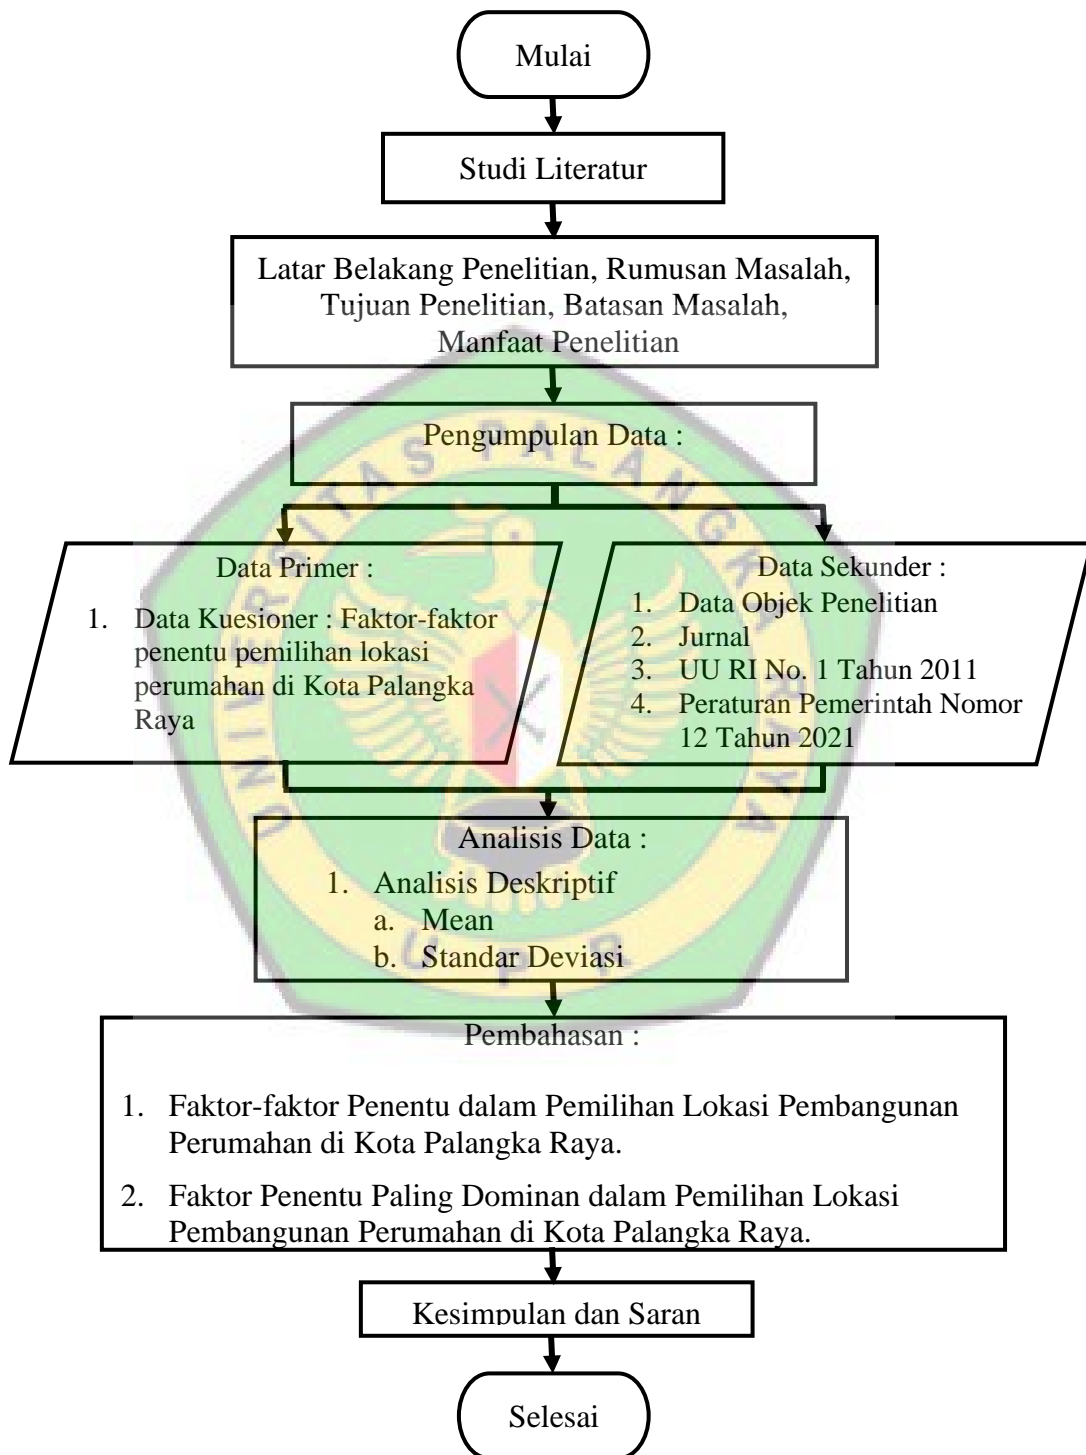 Mulai
Studi Literatur
Latar Belakang Penelitian, Rumusan Masalah,
Tujuan Penelitian, Batasan Masalah,
Manfaat Penelitian
Pengumpulan Data :
UNIVERSITAS PALANGKA RAYA
Data Primer :
1. Data Kuesioner : Faktor-faktor
penentu pemilihan lokasi
perumahan di Kota Palangka
Raya
Data Sekunder :
1. Data Objek Penelitian
2. Jurnal
3. UU RI No. 1 Tahun 2011
4. Peraturan Pemerintah Nomor
12 Tahun 2021
Analisis Data :
1. Analisis Deskriptif
a. Mean
b. Standar Deviasi
UPR
Pembahasan :
1. Faktor-faktor Penentu dalam Pemilihan Lokasi Pembangunan
Perumahan di Kota Palangka Raya.
2. Faktor Penentu Paling Dominan dalam Pemilihan Lokasi
Pembangunan Perumahan di Kota Palangka Raya.
Kesimpulan dan Saran
Selesai